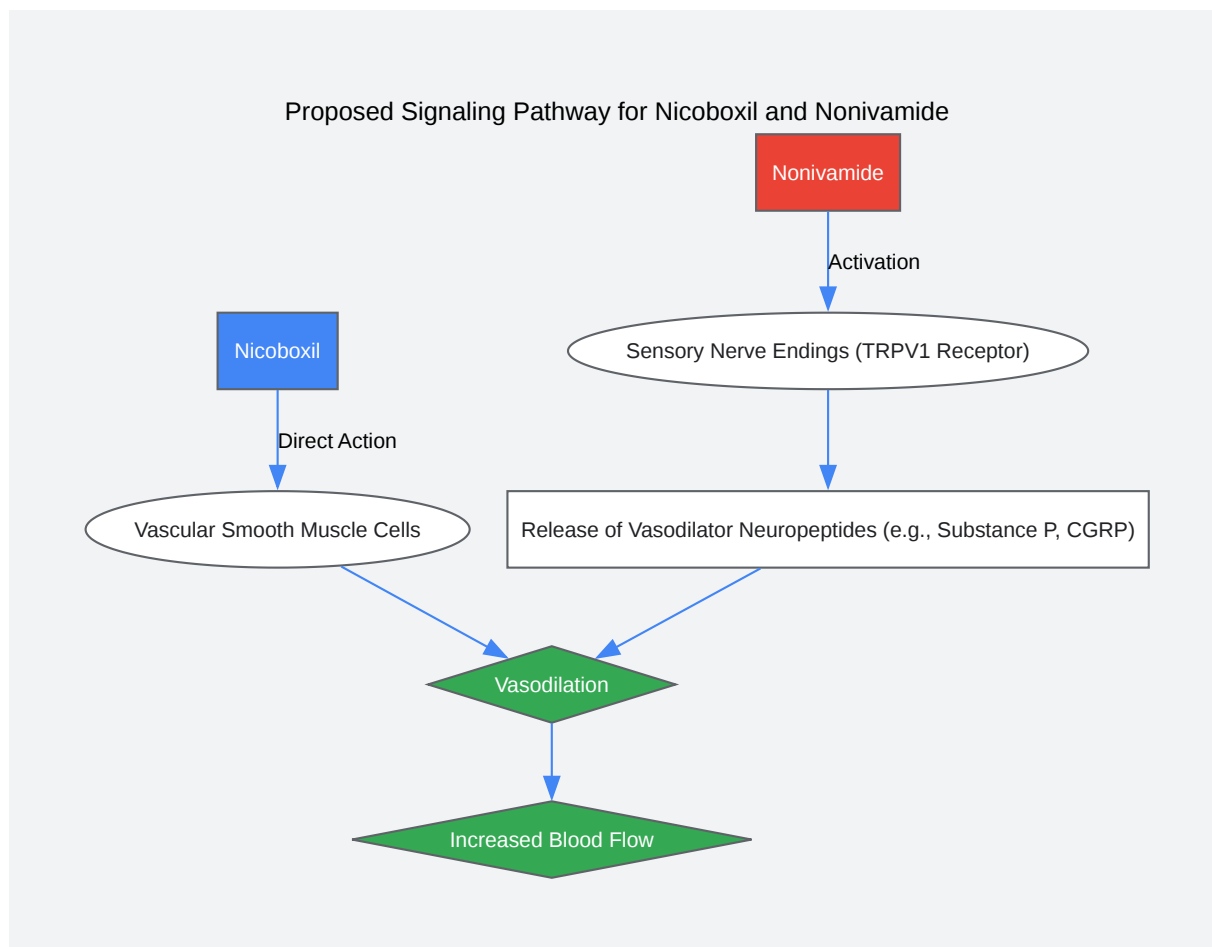 Proposed Signaling Pathway for Nicoboxil and Nonivamide
Nonivamide
Activation
Nicoboxil
Sensory Nerve Endings (TRPV1 Receptor)
Direct Action
Vascular Smooth Muscle Cells
Release of Vasodilator Neuropeptides (e.g., Substance P, CGRP)
Vasodilation
Increased Blood Flow